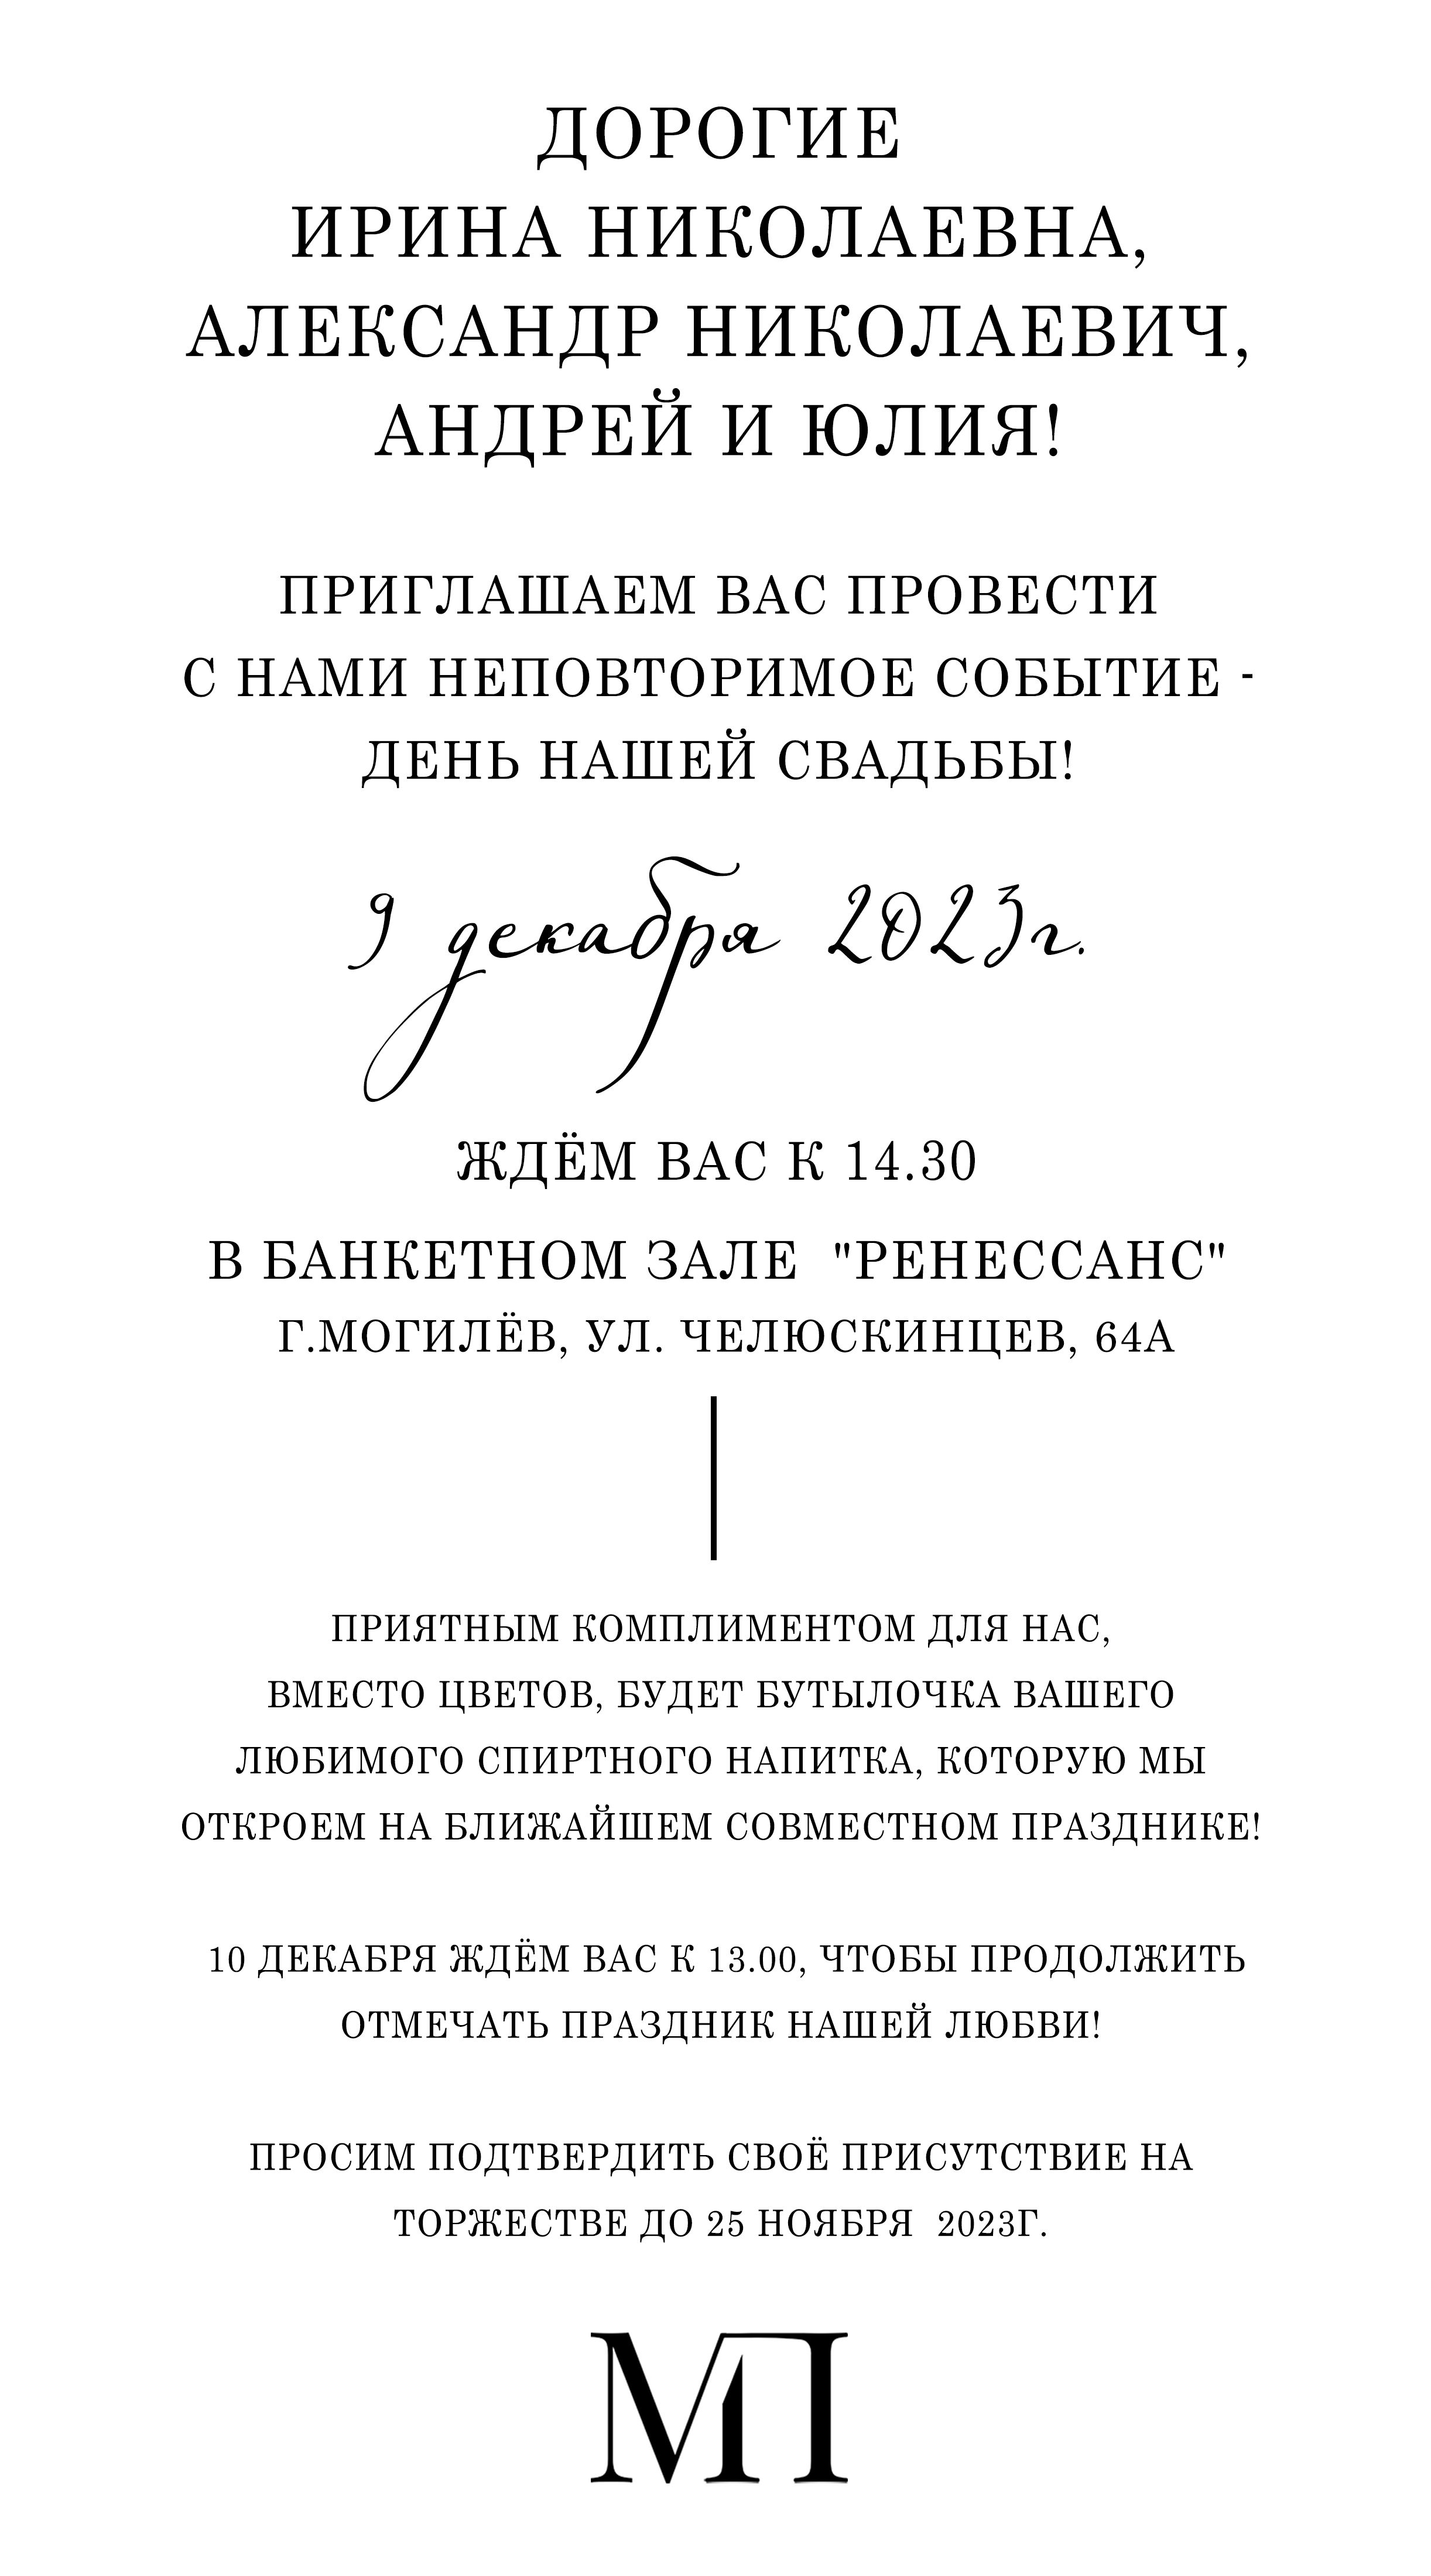 ДОРОГИЕ
ИРИНА НИКОЛАЕВНА,
АЛЕКСАНДР НИКОЛАЕВИЧ,
АНДРЕЙ И ЮЛИЯ!
ПРИГЛАШАЕМ ВАС ПРОВЕСТИ
С НАМИ НЕПОВТОРИМОЕ СОБЫТИЕ -
ДЕНЬ НАШЕЙ СВАДЬБЫ!
9 декабря 2023г.
ЖДЁМ ВАС К 14.30
В БАНКЕТНОМ ЗАЛЕ "РЕНЕССАНС"
Г.МОГИЛЁВ, УЛ. ЧЕЛЮСКИНЦЕВ, 64А
ПРИЯТНЫМ КОМПЛИМЕНТОМ ДЛЯ НАС,
ВМЕСТО ЦВЕТОВ, БУДЕТ БУТЫЛОЧКА ВАШЕГО
ЛЮБИМОГО СПИРТНОГО НАПИТКА, КОТОРУЮ МЫ
ОТКРОЕМ НА БЛИЖАЙШЕМ СОВМЕСТНОМ ПРАЗДНИКЕ!
10 ДЕКАБРЯ ЖДЁМ ВАС К 13.00, ЧТОБЫ ПРОДОЛЖИТЬ
ОТМЕЧАТЬ ПРАЗДНИК НАШЕЙ ЛЮБВИ!
ПРОСИМ ПОДТВЕРДИТЬ СВОЁ ПРИСУТСТВИЕ НА
ТОРЖЕСТВЕ ДО 25 НОЯБРЯ 2023Г.
МП